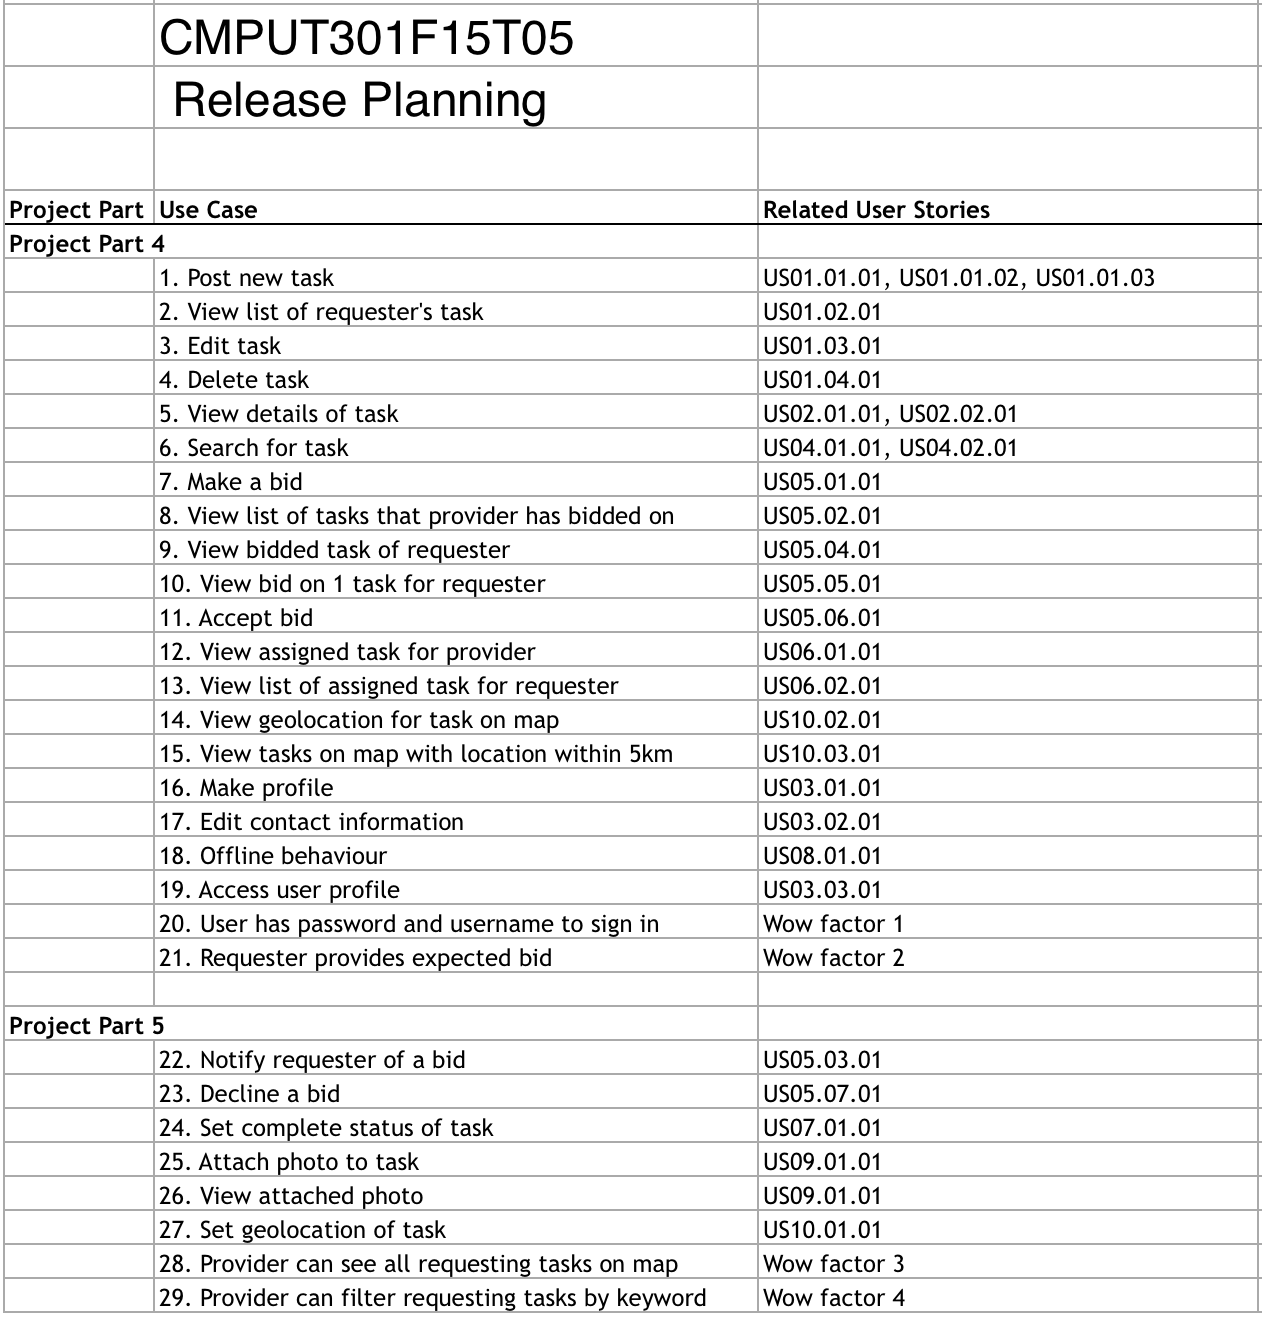 CMPUT301F15T05
Release Planning
Project Part Use Case Related User Stories
Project Part 4
1. Post new task US01.01.01, US01.01.02, US01.01.03
2. View list of requester's task US01.02.01
3. Edit task US01.03.01
4. Delete task US01.04.01
5. View details of task US02.01.01, US02.02.01
6. Search for task US04.01.01, US04.02.01
7. Make a bid US05.01.01
8. View list of tasks that provider has bidded on US05.02.01
9. View bidded task of requester US05.04.01
10. View bid on 1 task for requester US05.05.01
11. Accept bid US05.06.01
12. View assigned task for provider US06.01.01
13. View list of assigned task for requester US06.02.01
14. View geolocation for task on map US10.02.01
15. View tasks on map with location within 5km US10.03.01
16. Make profile US03.01.01
17. Edit contact information US03.02.01
18. Offline behaviour US08.01.01
19. Access user profile US03.03.01
20. User has password and username to sign in Wow factor 1
21. Requester provides expected bid Wow factor 2
Project Part 5
22. Notify requester of a bid US05.03.01
23. Decline a bid US05.07.01
24. Set complete status of task US07.01.01
25. Attach photo to task US09.01.01
26. View attached photo US09.01.01
27. Set geolocation of task US10.01.01
28. Provider can see all requesting tasks on map Wow factor 3
29. Provider can filter requesting tasks by keyword Wow factor 4